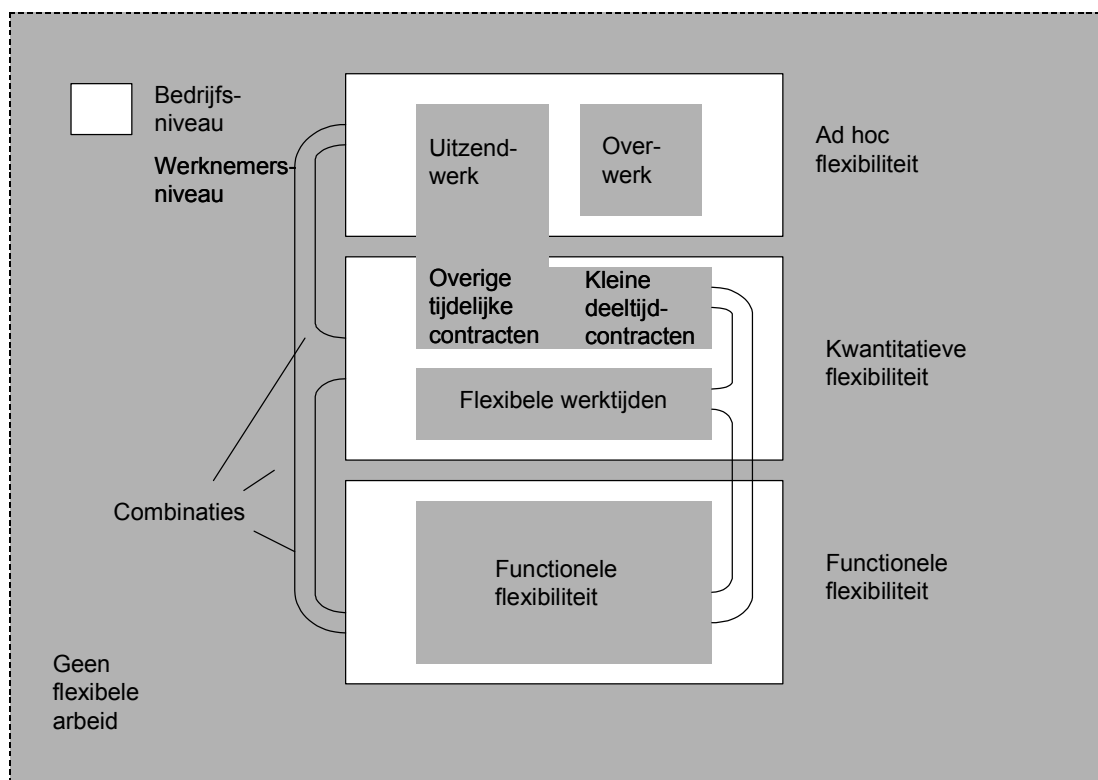 Bedrijfs-
niveau
Werknemers-
niveau
Uitzend-
werk
Over-
werk
Ad hoc
flexibiliteit
Overige
tijdelijke
contracten
Kleine
deeltijd-
contracten
Kwantitatieve
flexibiliteit
Flexibele werktijden
Combinaties
Functionele
flexibiliteit
Functionele
flexibiliteit
Geen
flexibele
arbeid